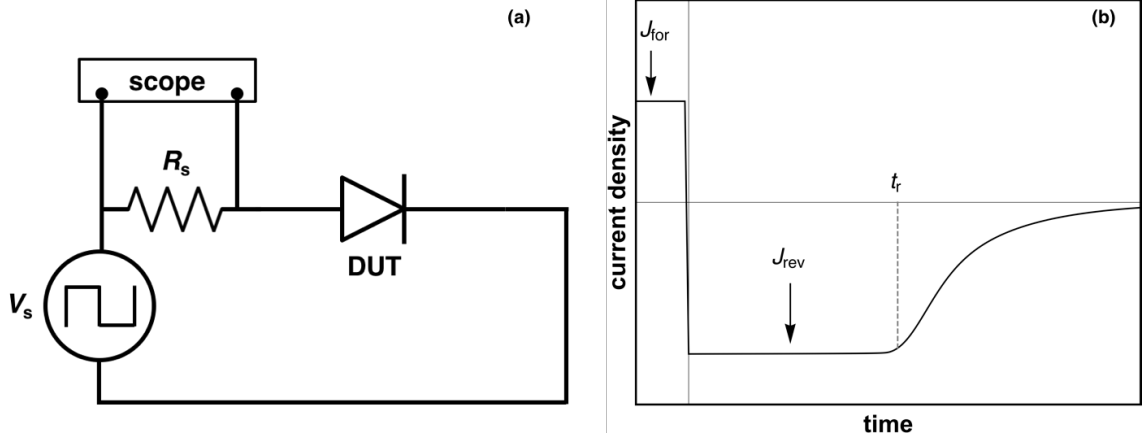 (a)
scope
Rs
DUT
Vs
(b)
Jfor
tr
Jrev
current density
time